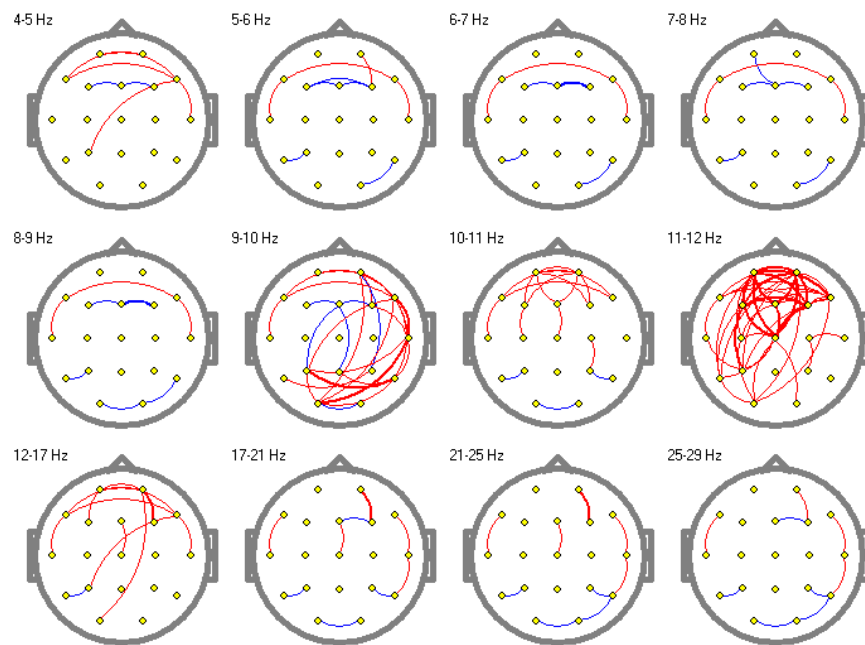 4-5 Hz
5-6 Hz
6-7 Hz
7-8 Hz
8-9 Hz
9-10 Hz
10-11 Hz
11-12 Hz
12-17 Hz
17-21 Hz
21-25 Hz
25-29 Hz